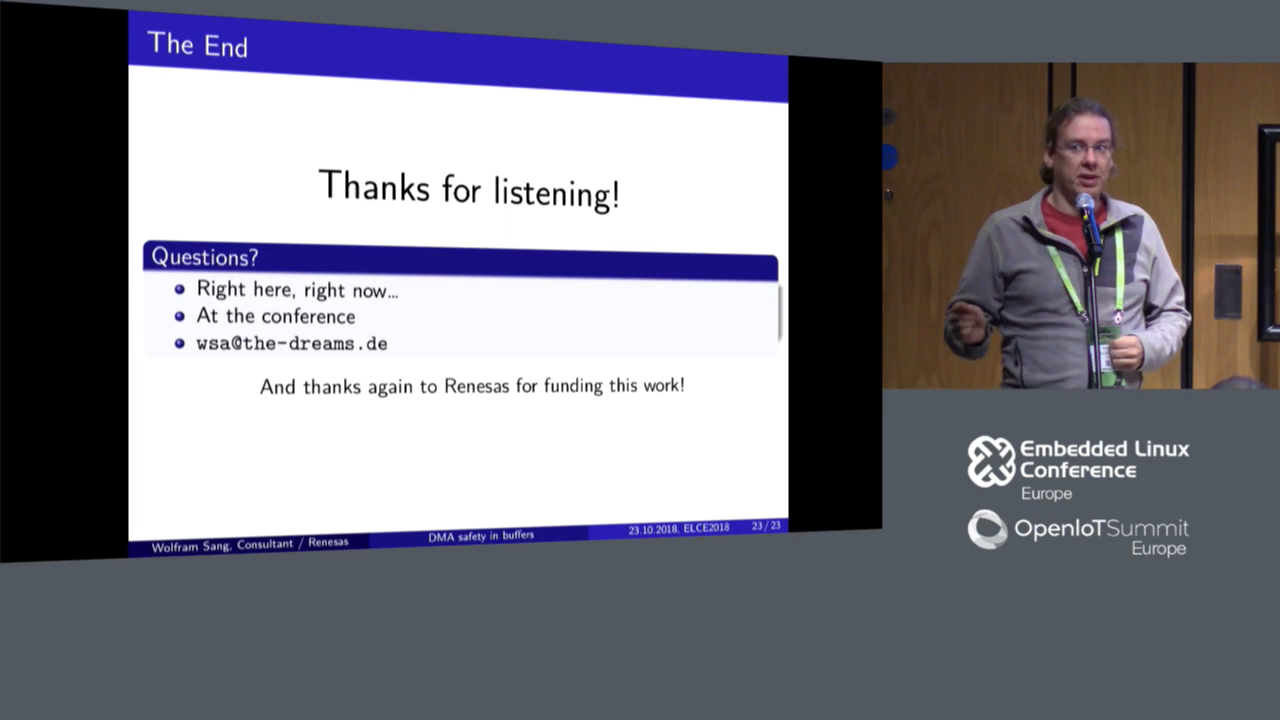 The End
Thanks for listening!
Questions?
Right here, right now...
At the conference
wsa@the-dreams.de
And thanks again to Renesas for funding this work!
Wolfram Sang, Consultant / Renesas
DMA safety in buffers
23.10.2018, ELCE2018
23 / 23
Embedded Linux
Conference
Europe
OpenIoTSummit
Europe